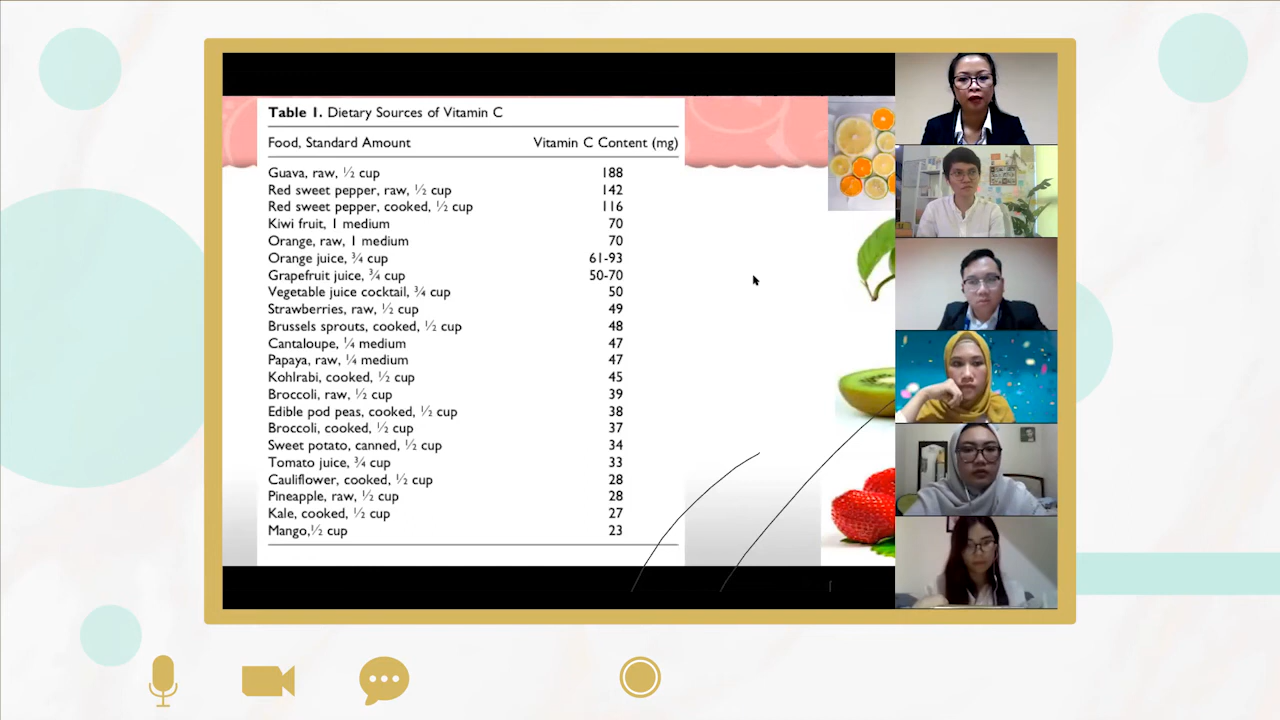 Table 1. Dietary Sources of Vitamin C
Food, Standard Amount Vitamin C Content (mg)
Guava, raw, ½ cup 188
Red sweet pepper, raw, ½ cup 142
Red sweet pepper, cooked, ½ cup 116
Kiwi fruit, 1 medium 70
Orange, raw, 1 medium 70
Orange juice, ¾ cup 61-93
Grapefruit juice, ¾ cup 50-70
Vegetable juice cocktail, ¾ cup 50
Strawberries, raw, ½ cup 49
Brussels sprouts, cooked, ½ cup 48
Cantaloupe, ¼ medium 47
Papaya, raw, ¼ medium 47
Kohlrabi, cooked, ½ cup 45
Broccoli, raw, ½ cup 39
Edible pod peas, cooked, ½ cup 38
Broccoli, cooked, ½ cup 37
Sweet potato, canned, ½ cup 34
Tomato juice, ¾ cup 33
Cauliflower, cooked, ½ cup 28
Pineapple, raw, ½ cup 28
Kale, cooked, ½ cup 27
Mango,½ cup 23